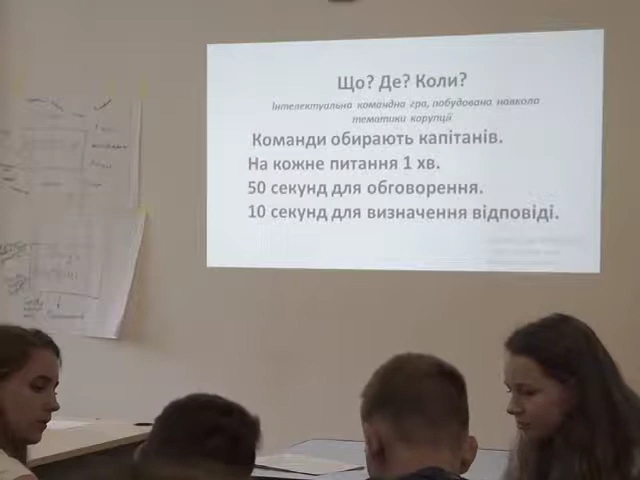 Що? Де? Коли?
Інтелектуальна командна гра, побудована навкола
тематики корупції
Команди обирають капітанів.
На кожне питання 1 хв.
50 секунд для обговорення.
10 секунд для визначення відповіді.